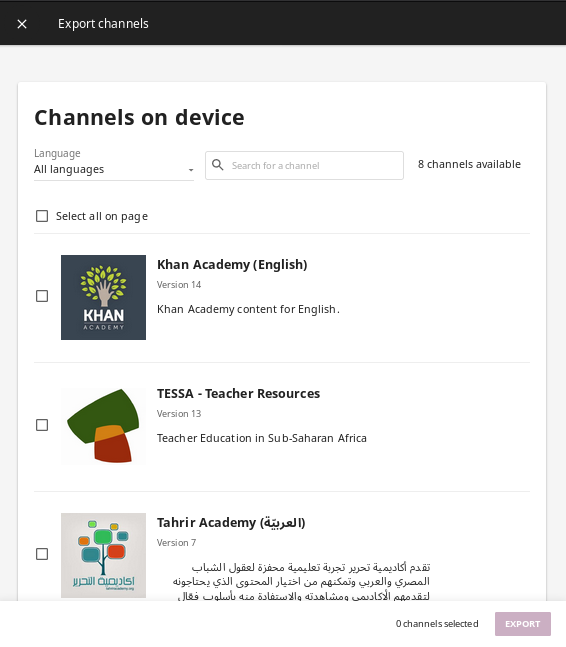 Export channels
Channels on device
Language
All languages
Search for a channel
8 channels available
Select all on page
KHAN
ACADEMY
Khan Academy (English)
Version 14
Khan Academy content for English.
TESSA - Teacher Resources
Version 13
Teacher Education in Sub-Saharan Africa
أكاديمية التحرير
Tahrir Academy (العربيّة)
Version 7
تقدم أكاديمية تحرير تجربة تعليمية محفزة لعقول الشباب
المصري والعربي وتمكنهم من اختيار المحتوى الذي يحتاجونه
لتقدمهم الأكاديمي ومشاهدته والاستفادة منه بأسلوب فعّال
0 channels selected
EXPORT